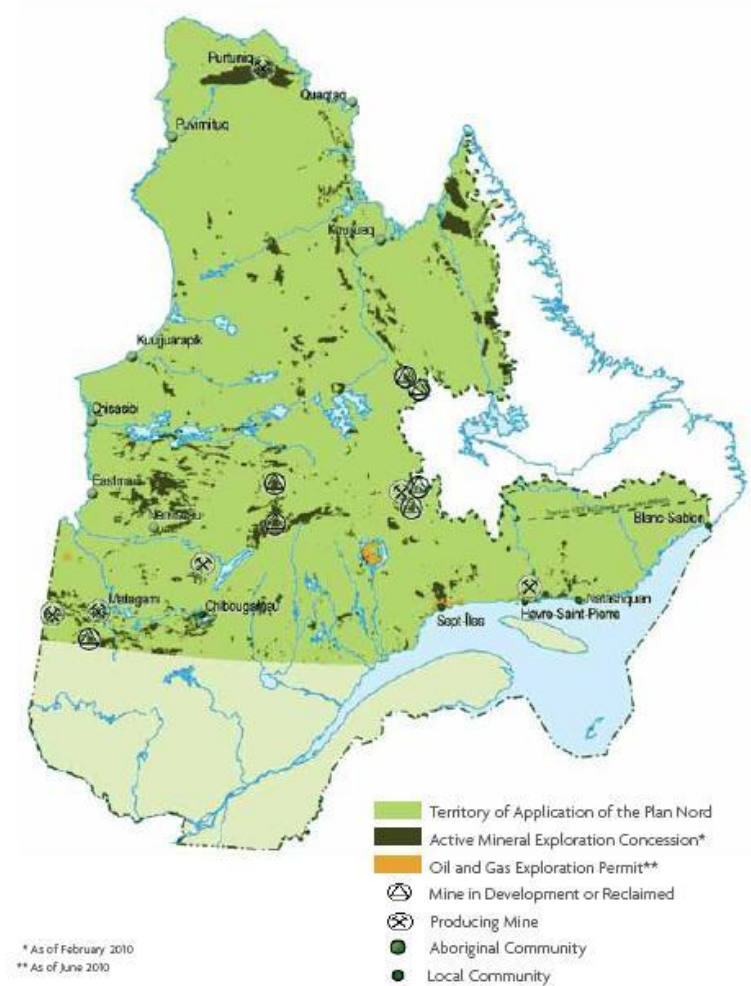 Purtuniq
Quaqtaq
Puvirnituq
Kuujjuaq
Kuujjuarapik
Chisasibi
Eastmain
Nemiscau
Blanc-Sablon
Matagami
Chibougamau
Natashquan
Sept-Îles
Havre-Saint-Pierre
Territory of Application of the Plan Nord
Active Mineral Exploration Concession*
Oil and Gas Exploration Permit**
Mine in Development or Reclaimed
Producing Mine
Aboriginal Community
Local Community
* As of February 2010
** As of June 2010